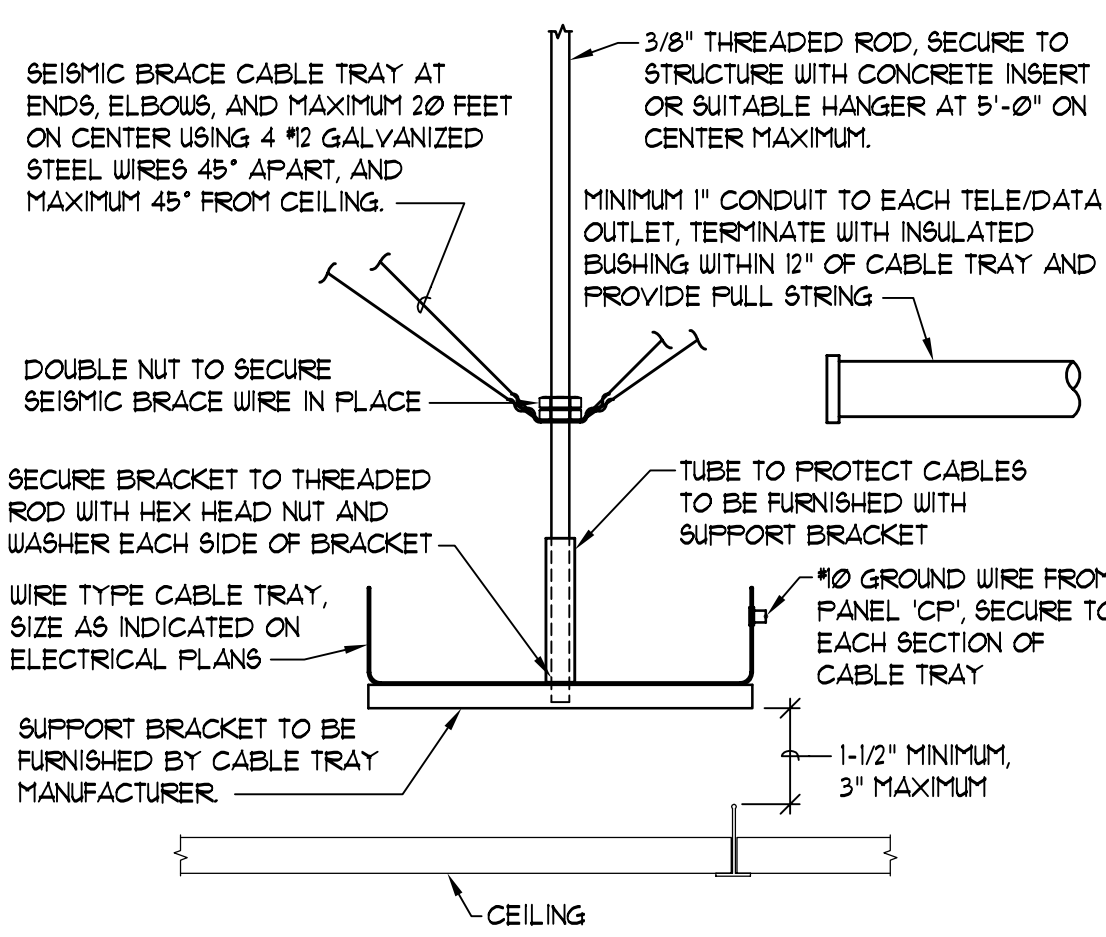 SEISMIC BRACE CABLE TRAY AT
ENDS, ELBOWS, AND MAXIMUM 20 FEET
ON CENTER USING 4 #12 GALVANIZED
STEEL WIRES 45° APART, AND
MAXIMUM 45° FROM CEILING.
3/8" THREADED ROD, SECURE TO
STRUCTURE WITH CONCRETE INSERT
OR SUITABLE HANGER AT 5'-0" ON
CENTER MAXIMUM.
MINIMUM 1" CONDUIT TO EACH TELE/DATA
OUTLET, TERMINATE WITH INSULATED
BUSHING WITHIN 12" OF CABLE TRAY AND
PROVIDE PULL STRING
DOUBLE NUT TO SECURE
SEISMIC BRACE WIRE IN PLACE
SECURE BRACKET TO THREADED
ROD WITH HEX HEAD NUT AND
WASHER EACH SIDE OF BRACKET
TUBE TO PROTECT CABLES
TO BE FURNISHED WITH
SUPPORT BRACKET
WIRE TYPE CABLE TRAY,
SIZE AS INDICATED ON
ELECTRICAL PLANS
#10 GROUND WIRE FROM
PANEL 'CP', SECURE TO
EACH SECTION OF
CABLE TRAY
SUPPORT BRACKET TO BE
FURNISHED BY CABLE TRAY
MANUFACTURER.
1-1/2" MINIMUM,
3" MAXIMUM
CEILING